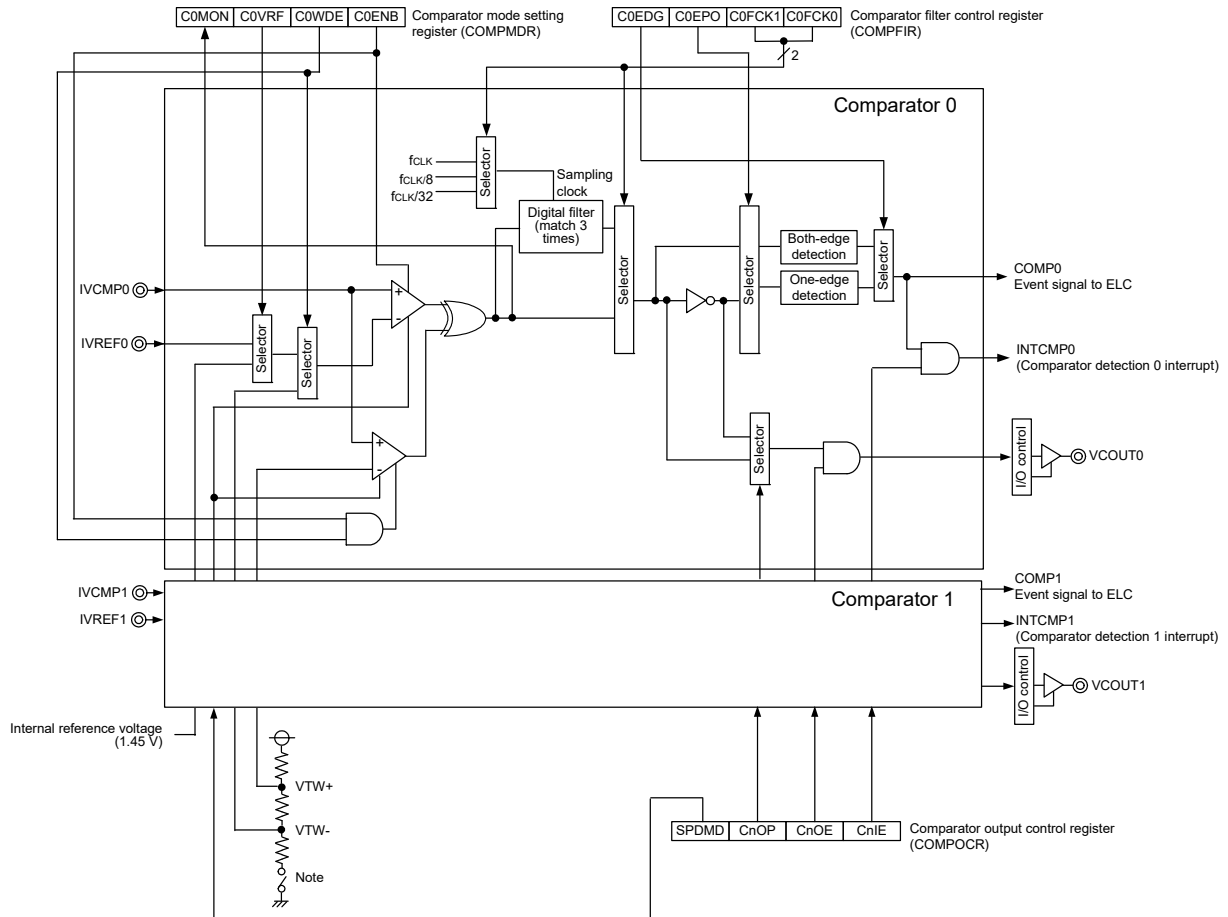 C0MON C0VRF C0WDE C0ENB
Comparator mode setting
register (COMPMDR)
C0EDG C0EPO C0FCK1 C0FCK0
Comparator filter control register
(COMPFIR)
2
Comparator 0
fCLK
fCLK/8
fCLK/32
Selector
Sampling
clock
Digital filter
(match 3
times)
Selector
Selector
Both-edge
detection
One-edge
detection
Selector
COMP0
Event signal to ELC
IVCMP0
+
-
IVREF0
Selector
Selector
INTCMP0
(Comparator detection 0 interrupt)
+
-
Selector
I/O control
VCOUT0
IVCMP1
IVREF1
Comparator 1
COMP1
Event signal to ELC
INTCMP1
(Comparator detection 1 interrupt)
I/O control
VCOUT1
Internal reference voltage
(1.45 V)
VTW+
VTW-
Note
SPDMD CnOP CnOE CnIE
Comparator output control register
(COMPOCR)